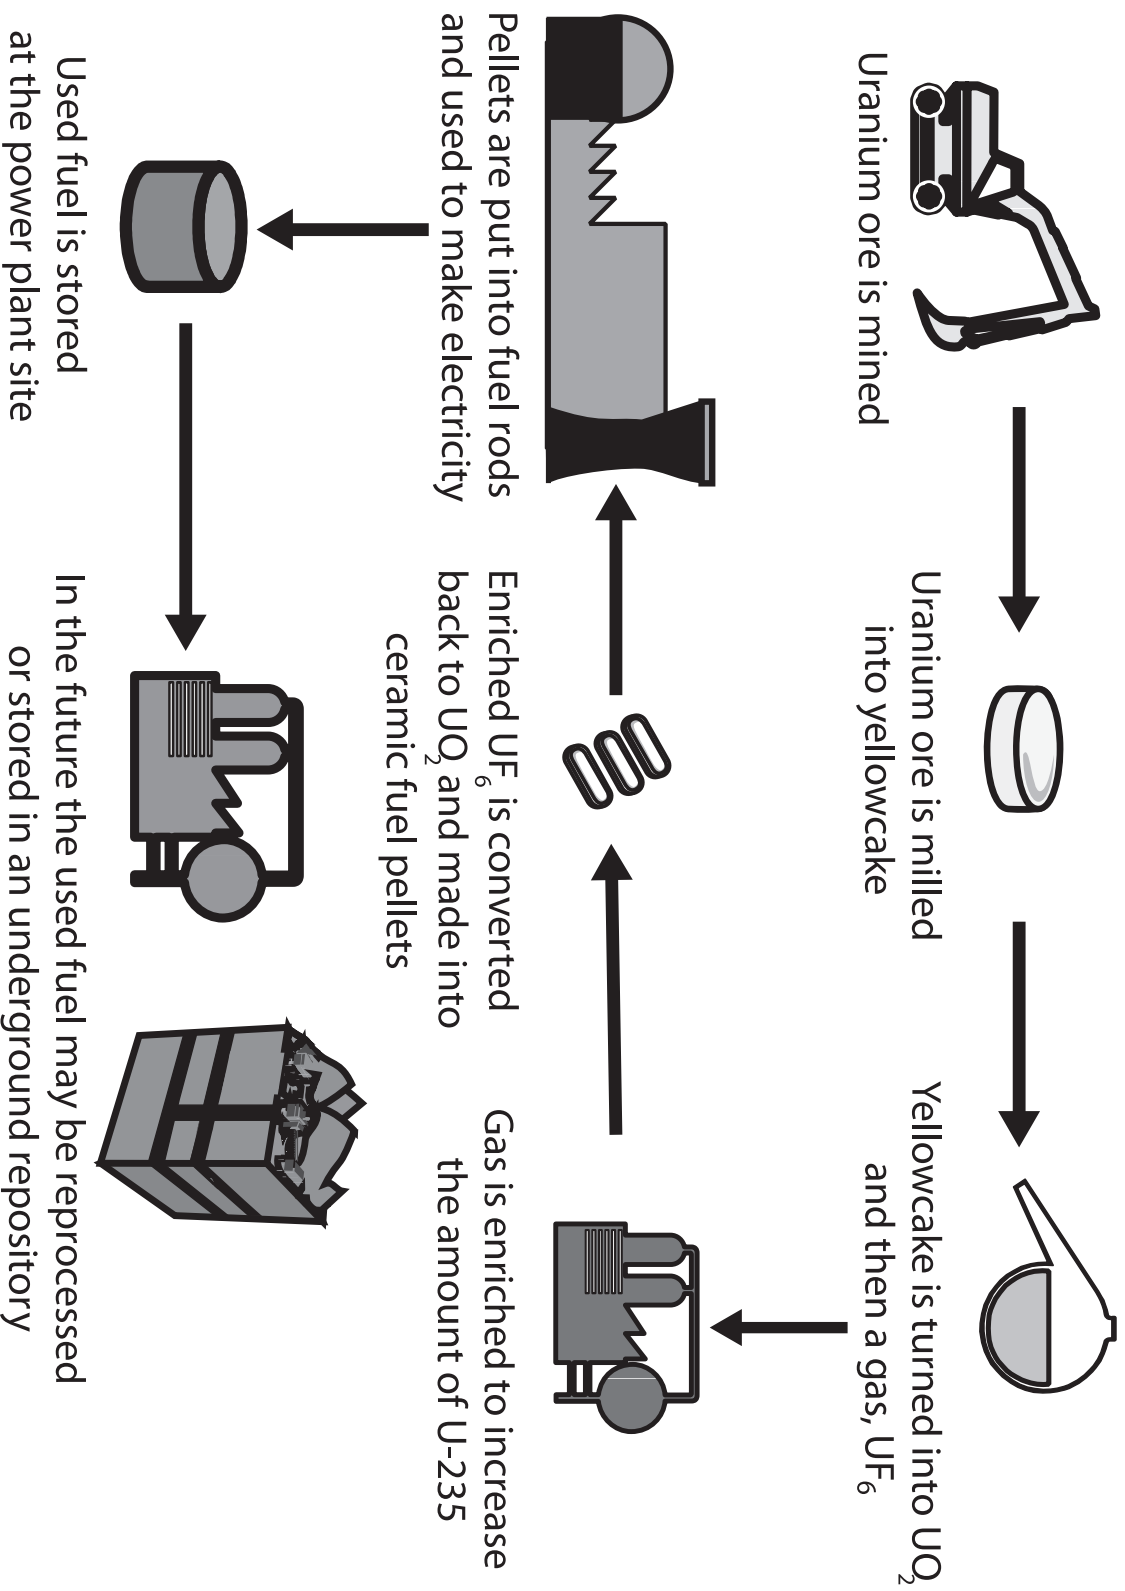 Uranium ore is mined
Uranium ore is milled
into yellowcake
Yellowcake is turned into UO₂
and then a gas, UF₆
Gas is enriched to increase
the amount of U-235
Enriched UF₆ is converted
back to UO₂ and made into
ceramic fuel pellets
Pellets are put into fuel rods
and used to make electricity
Used fuel is stored
at the power plant site
In the future the used fuel may be reprocessed
or stored in an underground repository